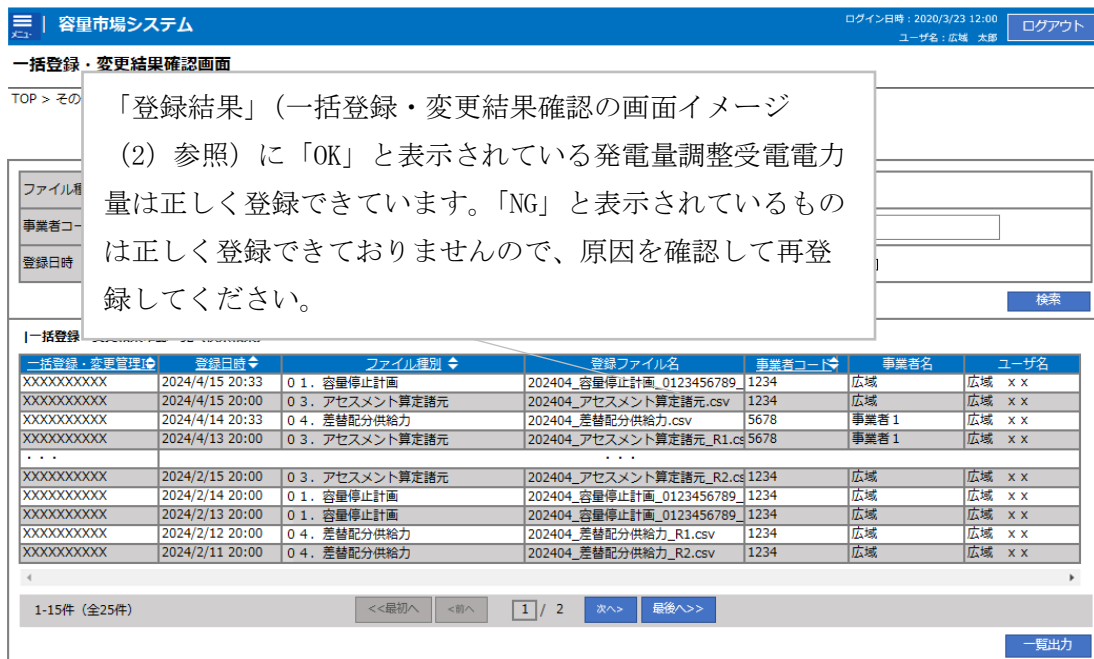 容量市場システム
ログイン日時：2020/3/23 12:00
ユーザ名：広域 太郎
ログアウト
メニュー
一括登録・変更結果確認画面
TOP > その
「登録結果」（一括登録・変更結果確認の画面イメージ
（2）参照）に「OK」と表示されている発電量調整受電電力
量は正しく登録できています。「NG」と表示されているもの
は正しく登録できておりませんので、原因を確認して再登
録してください。
ファイル種
事業者コー
登録日時
検索
一括登録・変更管理I 登録日時 ファイル種別 登録ファイル名 事業者コード 事業者名 ユーザ名
XXXXXXXXXX 2024/4/15 20:33 ０１．容量停止計画 202404_容量停止計画_0123456789_ 1234 広域 広域 ｘｘ
XXXXXXXXXX 2024/4/15 20:00 ０３．アセスメント算定諸元 202404_アセスメント算定諸元.csv 1234 広域 広域 ｘｘ
XXXXXXXXXX 2024/4/14 20:33 ０４．差替配分供給力 202404_差替配分供給力.csv 5678 事業者1 広域 ｘｘ
XXXXXXXXXX 2024/4/13 20:00 ０３．アセスメント算定諸元 202404_アセスメント算定諸元_R1.cs 5678 事業者1 広域 ｘｘ
・・・ ・・・
XXXXXXXXXX 2024/2/15 20:00 ０３．アセスメント算定諸元 202404_アセスメント算定諸元_R2.cs 1234 広域 広域 ｘｘ
XXXXXXXXXX 2024/2/14 20:00 ０１．容量停止計画 202404_容量停止計画_0123456789_ 1234 広域 広域 ｘｘ
XXXXXXXXXX 2024/2/13 20:00 ０１．容量停止計画 202404_容量停止計画_0123456789_ 1234 広域 広域 ｘｘ
XXXXXXXXXX 2024/2/12 20:00 ０４．差替配分供給力 202404_差替配分供給力_R1.csv 1234 広域 広域 ｘｘ
XXXXXXXXXX 2024/2/11 20:00 ０４．差替配分供給力 202404_差替配分供給力_R2.csv 1234 広域 広域 ｘｘ
1-15件（全25件） <<最初へ <前へ 1 / 2 次へ> 最後へ>>
一覧出力